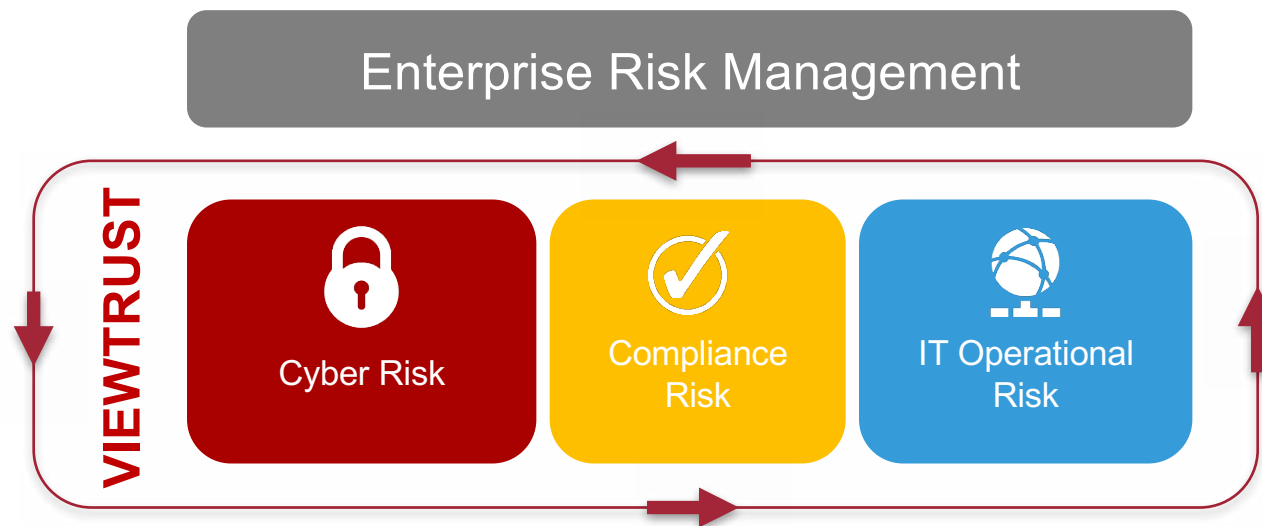 Enterprise Risk Management
VIEWTRUST
Cyber Risk
Compliance
Risk
IT Operational
Risk